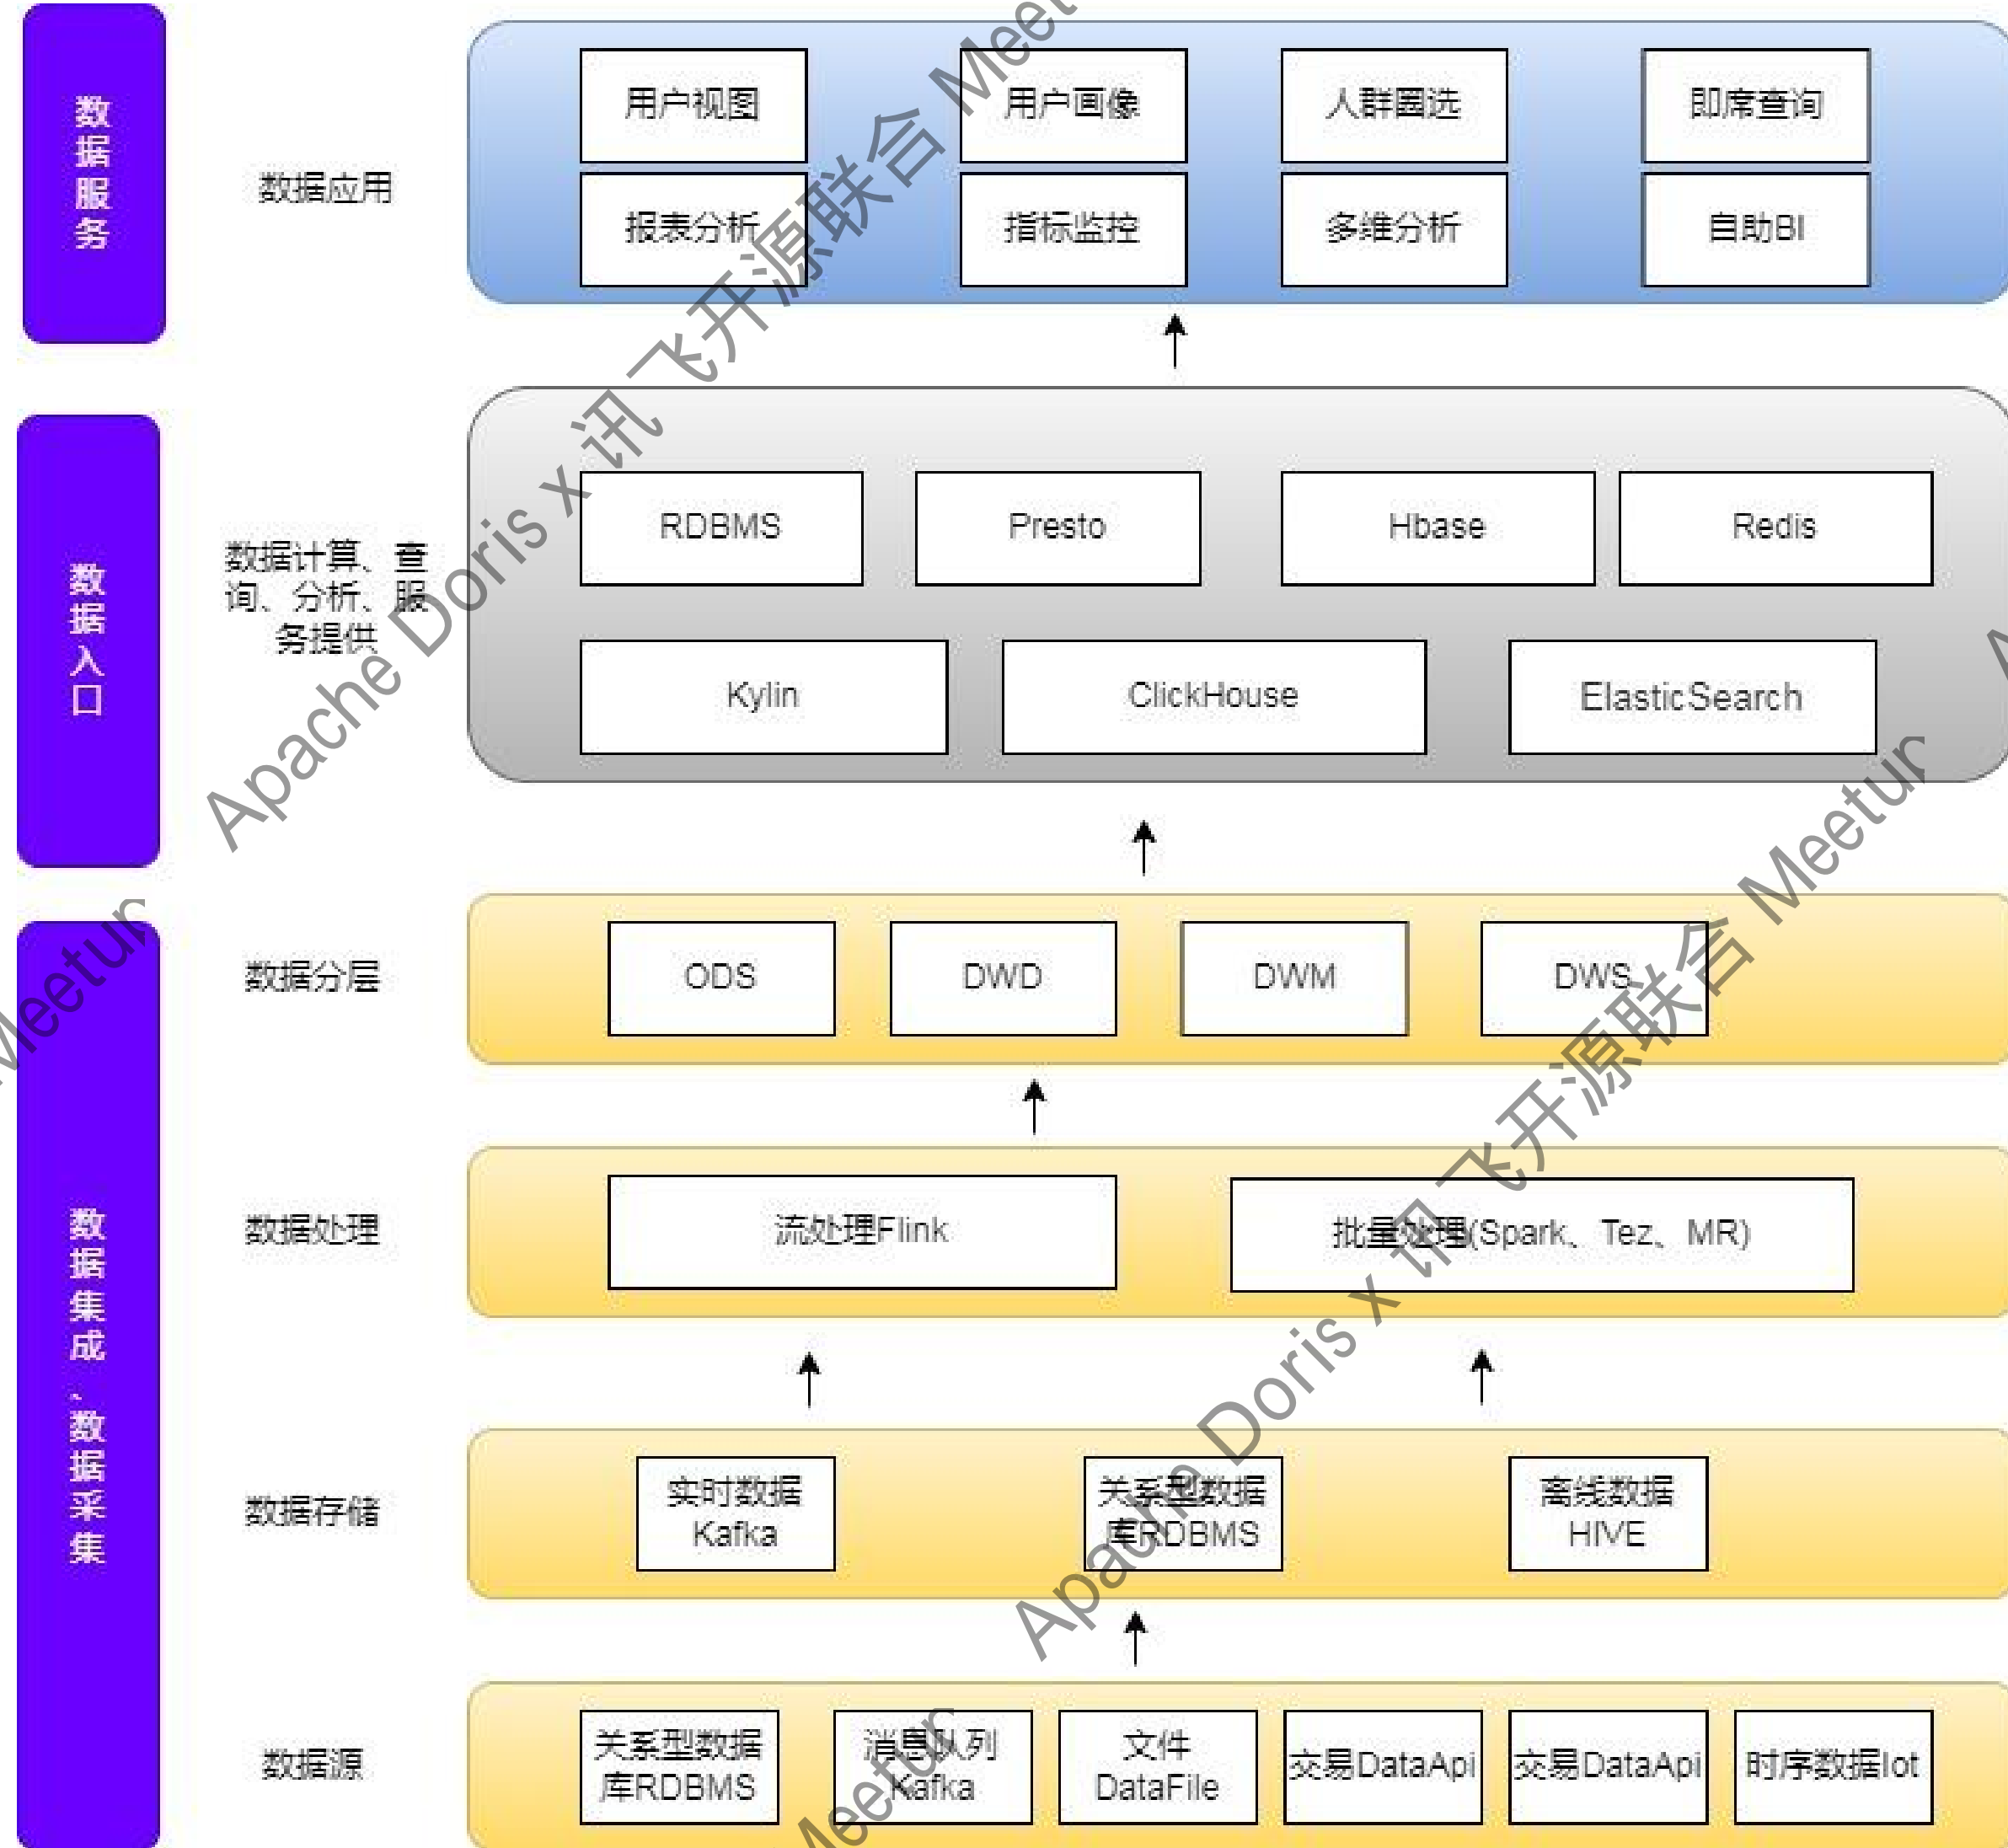 数据服务
数据应用
用户视图
用户画像
人群圈选
即席查询
报表分析
指标监控
多维分析
自助BI
数据入口
数据计算、查
询、分析、服
务提供
RDBMS
Presto
Hbase
Redis
Kylin
ClickHouse
ElasticSearch
数据集成、数据采集
数据分层
ODS
DWD
DWM
DWS
数据处理
流处理Flink
批量处理(Spark、Tez、MR)
数据存储
实时数据
Kafka
关系型数据
库RDBMS
离线数据
HIVE
数据源
关系型数据
库RDBMS
消息队列
Kafka
文件
DataFile
交易DataApi
交易DataApi
时序数据Iot
Apache Doris x 讯飞开源联合 Meet
Apache Doris x 讯飞开源联合 Meetup
Meetup
Meetup